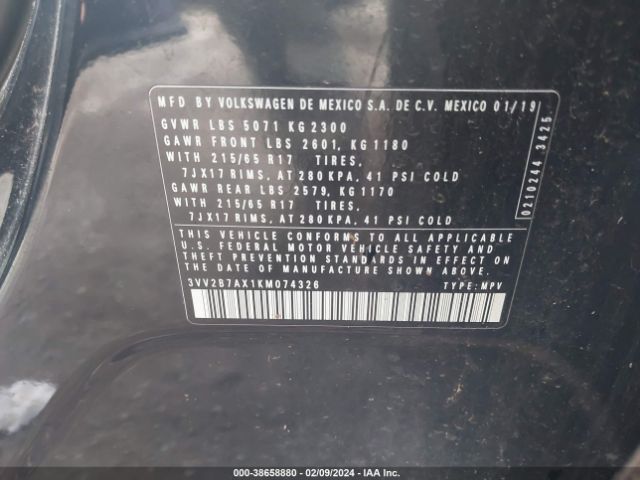 MFD BY VOLKSWAGEN DE MEXICO S.A. DE C.V. MEXICO 01/19
GVWR LBS 5071 KG 2300
GAWR FRONT LBS 2601, KG 1180
WITH 215/65 R17 TIRES,
7JX17 RIMS, AT 280 KPA, 41 PSI COLD
GAWR REAR LBS 2579, KG 1170
WITH 215/65 R17 TIRES,
7JX17 RIMS, AT 280 KPA, 41 PSI COLD
THIS VEHICLE CONFORMS TO ALL APPLICABLE
U.S. FEDERAL MOTOR VEHICLE SAFETY AND
THEFT PREVENTION STANDARDS IN EFFECT ON
THE DATE OF MANUFACTURE SHOWN ABOVE
3VV2B7AX1KM074326 TYPE: MPV
0210244 3425
000-38658880 - 02/09/2024 - IAA Inc.